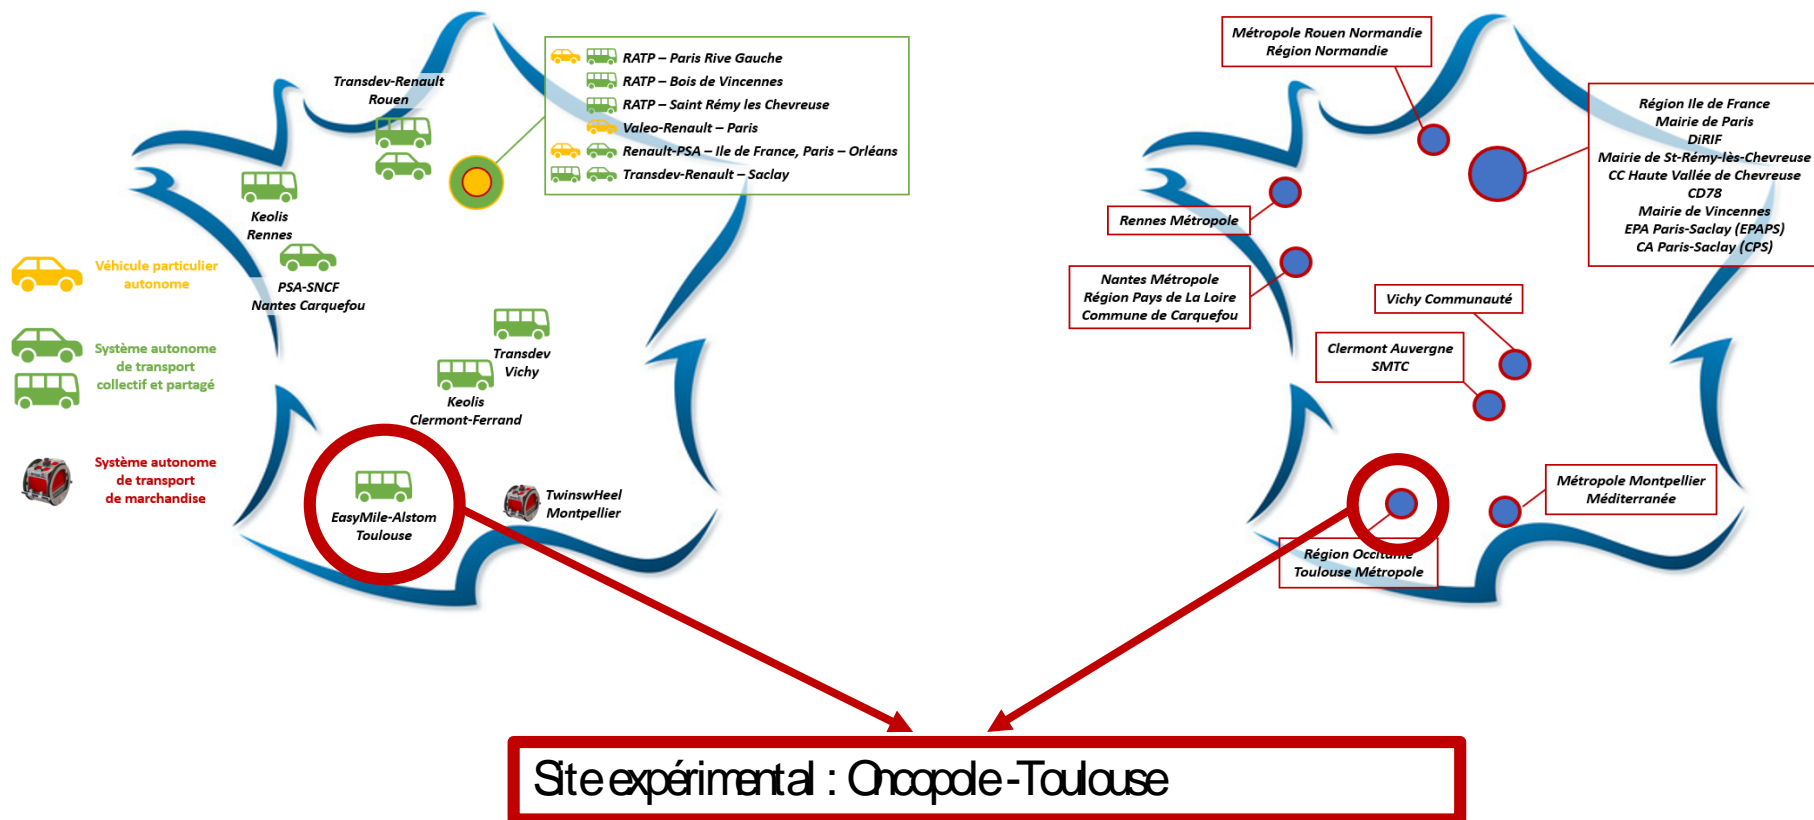 Transdev-Renault
Rouen
RATP – Paris Rive Gauche
RATP – Bois de Vincennes
RATP – Saint Rémy les Chevreuse
Valeo-Renault – Paris
Renault-PSA – Ile de France, Paris – Orléans
Transdev-Renault – Saclay
Keolis
Rennes
PSA-SNCF
Nantes Carquefou
Véhicule particulier
autonome
Système autonome
de transport
collectif et partagé
Système autonome
de transport
de marchandise
Transdev
Vichy
Keolis
Clermont-Ferrand
EasyMile-Alstom
Toulouse
TwinswHeel
Montpellier
Métropole Rouen Normandie
Région Normandie
Région Ile de France
Mairie de Paris
DiRIF
Mairie de St-Rémy-lès-Chevreuse
CC Haute Vallée de Chevreuse
CD78
Mairie de Vincennes
EPA Paris-Saclay (EPAPS)
CA Paris-Saclay (CPS)
Rennes Métropole
Nantes Métropole
Région Pays de La Loire
Commune de Carquefou
Vichy Communauté
Clermont Auvergne
SMTC
Métropole Montpellier
Méditerranée
Région Occitanie
Toulouse Métropole
Site expérimental : Oncopole - Toulouse